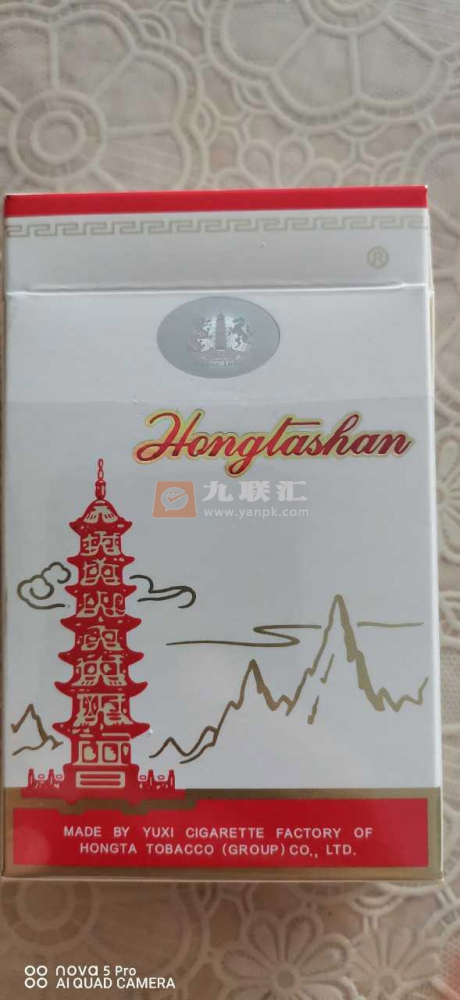 ®
Hongtashan
九联汇
www.yanpk.com
MADE BY YUXI CIGARETTE FACTORY OF
HONGTA TOBACCO (GROUP) CO., LTD.
nova 5 Pro
AI QUAD CAMERA